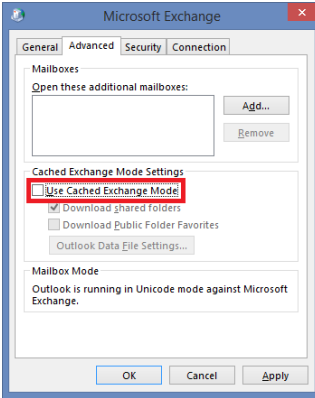 Microsoft Exchange
General Advanced Security Connection
Mailboxes
Open these additional mailboxes:
Add...
Remove
Cached Exchange Mode Settings
Use Cached Exchange Mode
Download shared folders
Download Public Folder Favorites
Outlook Data File Settings...
Mailbox Mode
Outlook is running in Unicode mode against Microsoft
Exchange.
OK Cancel Apply